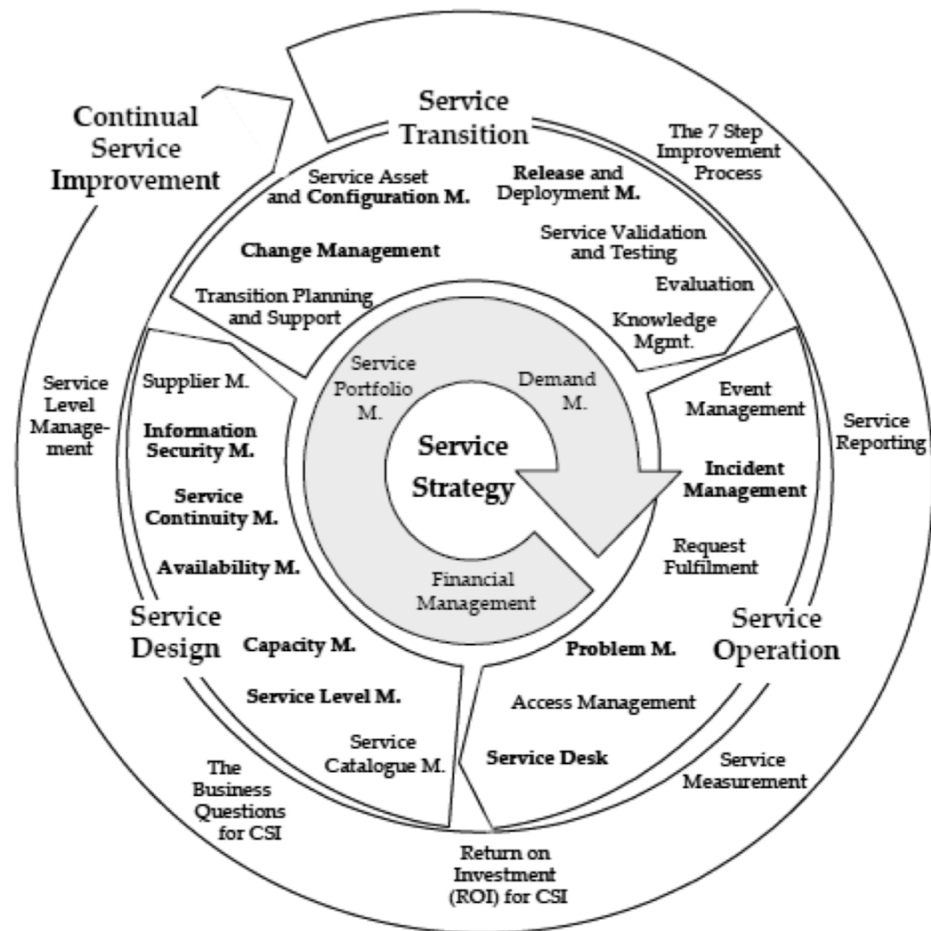 Continual
Service
Improvement
Service
Transition
The 7 Step
Improvement
Process
Service Asset
and Configuration M.
Release and
Deployment M.
Change Management
Service Validation
and Testing
Evaluation
Transition Planning
and Support
Knowledge
Mgmt.
Service
Portfolio
M.
Demand
M.
Service
Strategy
Financial
Management
Service
Level
Manage-
ment
Supplier M.
Information
Security M.
Service
Continuity M.
Availability M.
Service
Design
Capacity M.
Service Level M.
Service
Catalogue M.
Event
Management
Incident
Management
Request
Fulfilment
Service
Operation
Problem M.
Access Management
Service Desk
Service
Reporting
Service
Measurement
The
Business
Questions
for CSI
Return on
Investment
(ROI) for CSI